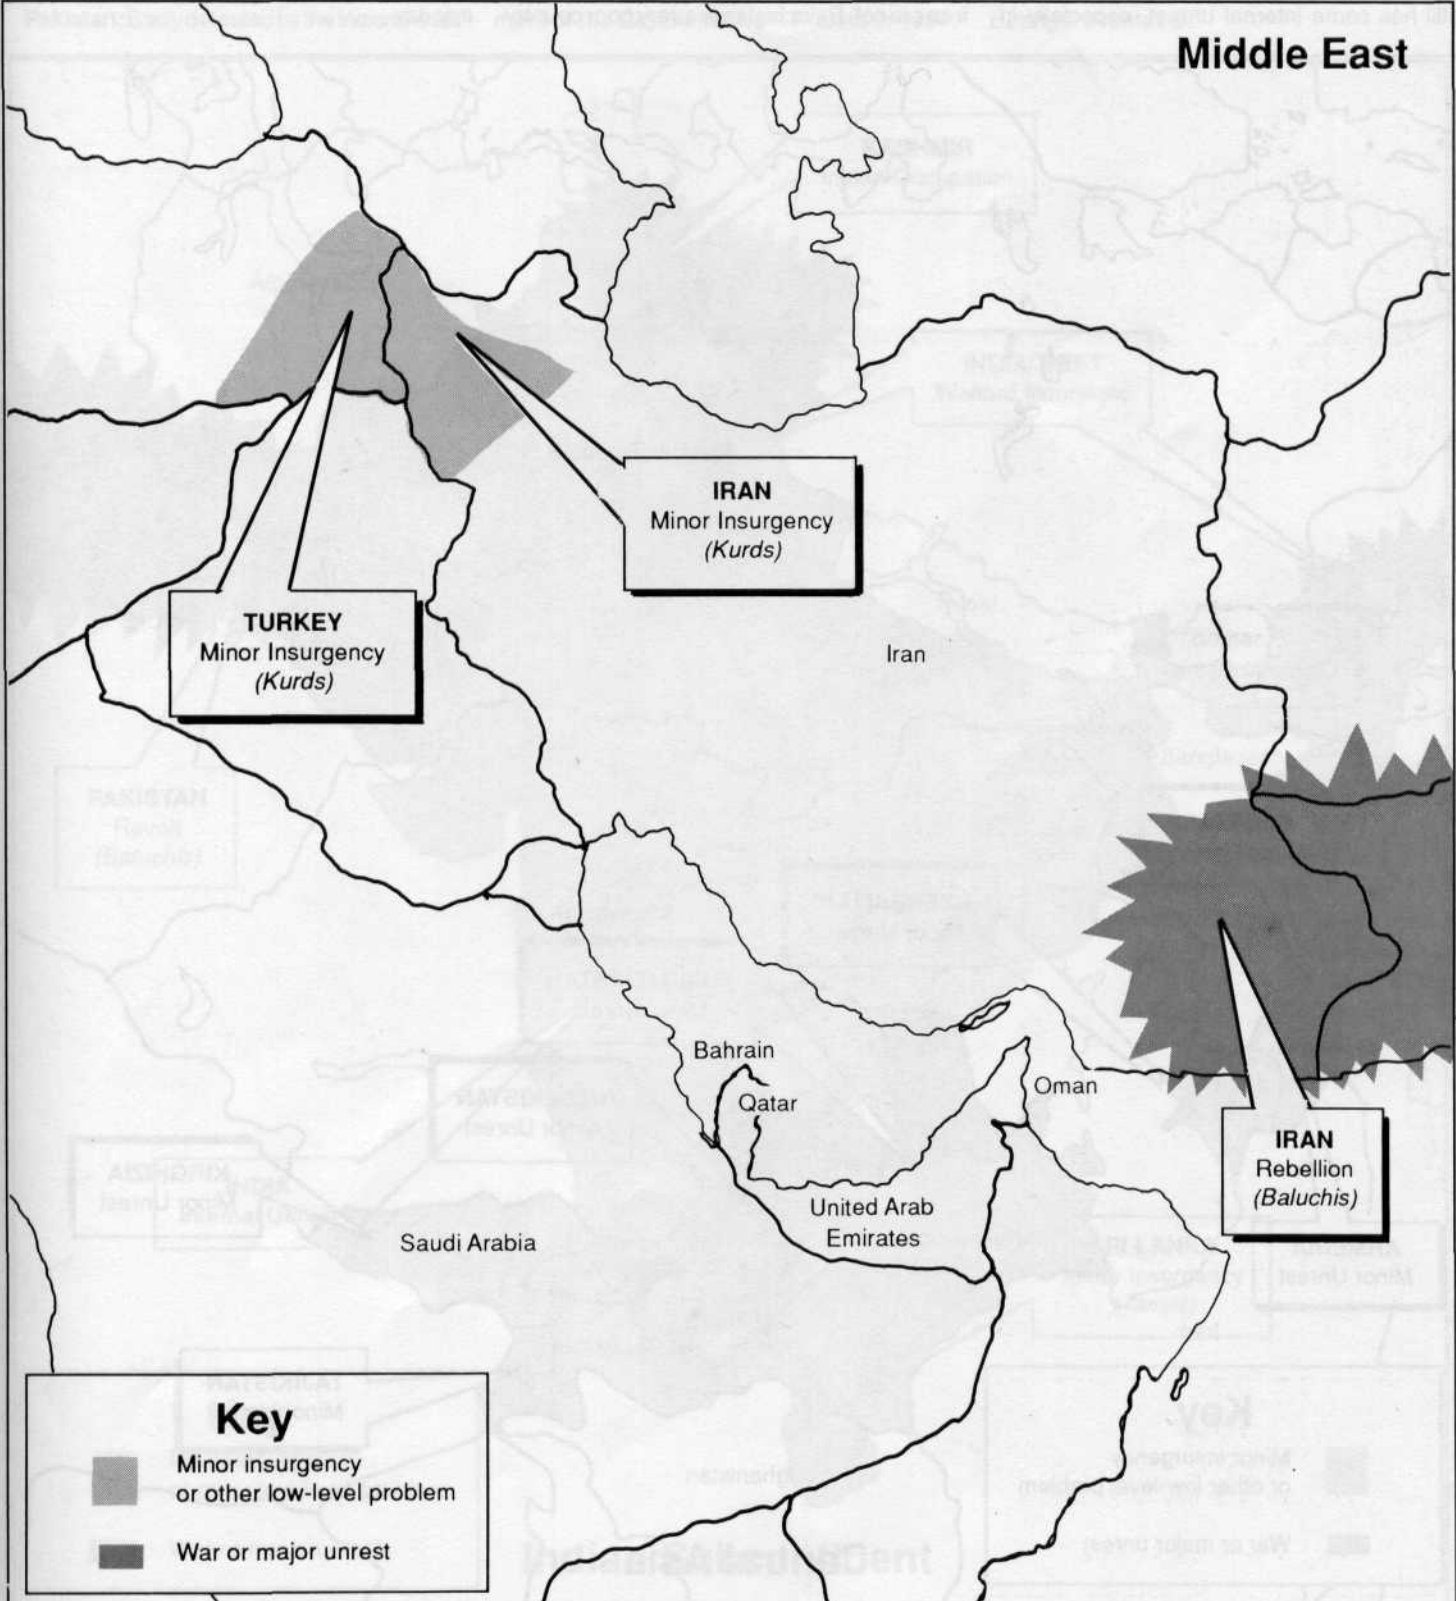 Middle East
IRAN
Minor Insurgency
(Kurds)
TURKEY
Minor Insurgency
(Kurds)
Iran
Bahrain
Qatar
Oman
IRAN
Rebellion
(Baluchis)
United Arab
Emirates
Saudi Arabia
Key
Minor insurgency
or other low-level problem
War or major unrest